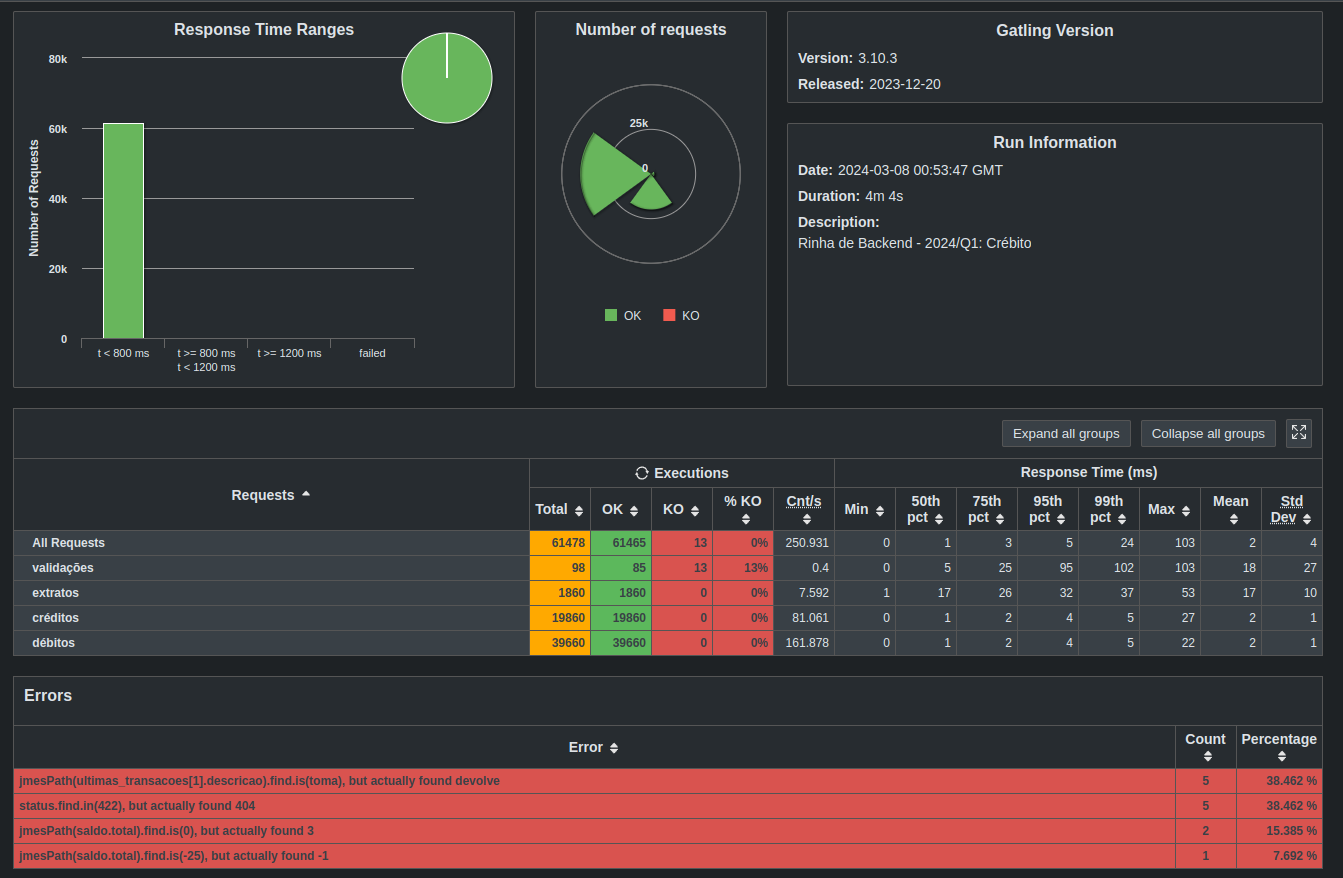 Response Time Ranges
Number of Requests
80k
60k
40k
20k
0
t < 800 ms
t >= 800 ms
t < 1200 ms
t >= 1200 ms
failed
Number of requests
25k
0
OK
KO
Gatling Version
Version: 3.10.3
Released: 2023-12-20
Run Information
Date: 2024-03-08 00:53:47 GMT
Duration: 4m 4s
Description:
Rinha de Backend - 2024/Q1: Crébito
Expand all groups Collapse all groups
Requests Executions Response Time (ms)
Total OK KO % KO Cnt/s Min 50th pct 75th pct 95th pct 99th pct Max Mean Std Dev
All Requests 61478 61465 13 0% 250.931 0 1 3 5 24 103 2 4
validações 98 85 13 13% 0.4 0 5 25 95 102 103 18 27
extratos 1860 1860 0 0% 7.592 1 17 26 32 37 53 17 10
créditos 19860 19860 0 0% 81.061 0 1 2 4 5 27 2 1
débitos 39660 39660 0 0% 161.878 0 1 2 4 5 22 2 1
Errors
Error Count Percentage
jmesPath(ultimas_transacoes[1].descricao).find.is(toma), but actually found devolve 5 38.462 %
status.find.in(422), but actually found 404 5 38.462 %
jmesPath(saldo.total).find.is(0), but actually found 3 2 15.385 %
jmesPath(saldo.total).find.is(-25), but actually found -1 1 7.692 %